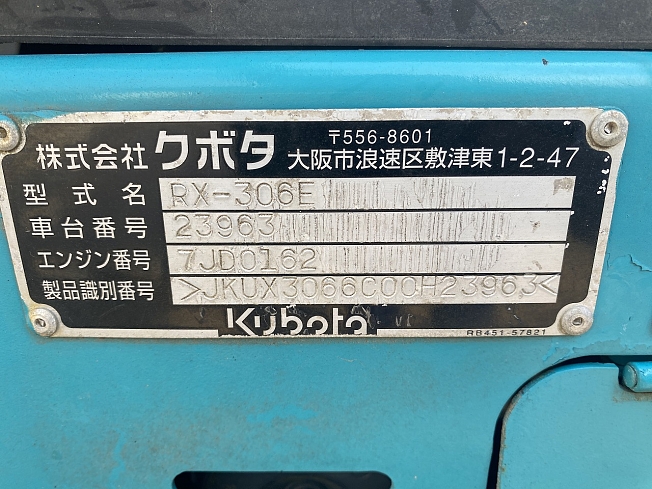 〒556-8601
株式会社 クボタ 大阪市浪速区敷津東1-2-47
型式名 RX-306E
車台番号 23963
エンジン番号 7JD0162
製品識別番号 >JKUX3066C00H23963<
Kubota
RB451-57821